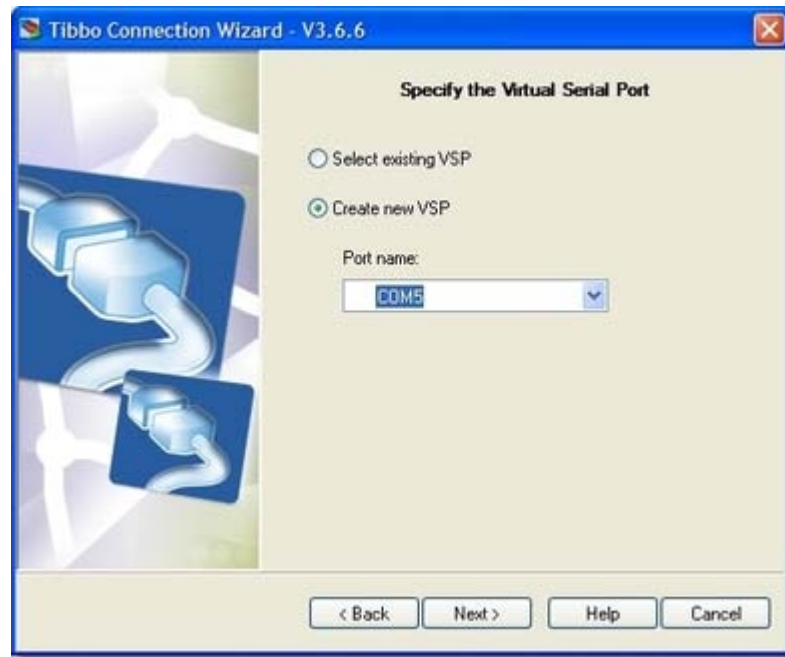 Tibbo Connection Wizard - V3.6.6
Specify the Virtual Serial Port
Select existing VSP
Create new VSP
Port name:
COM5
< Back
Next >
Help
Cancel